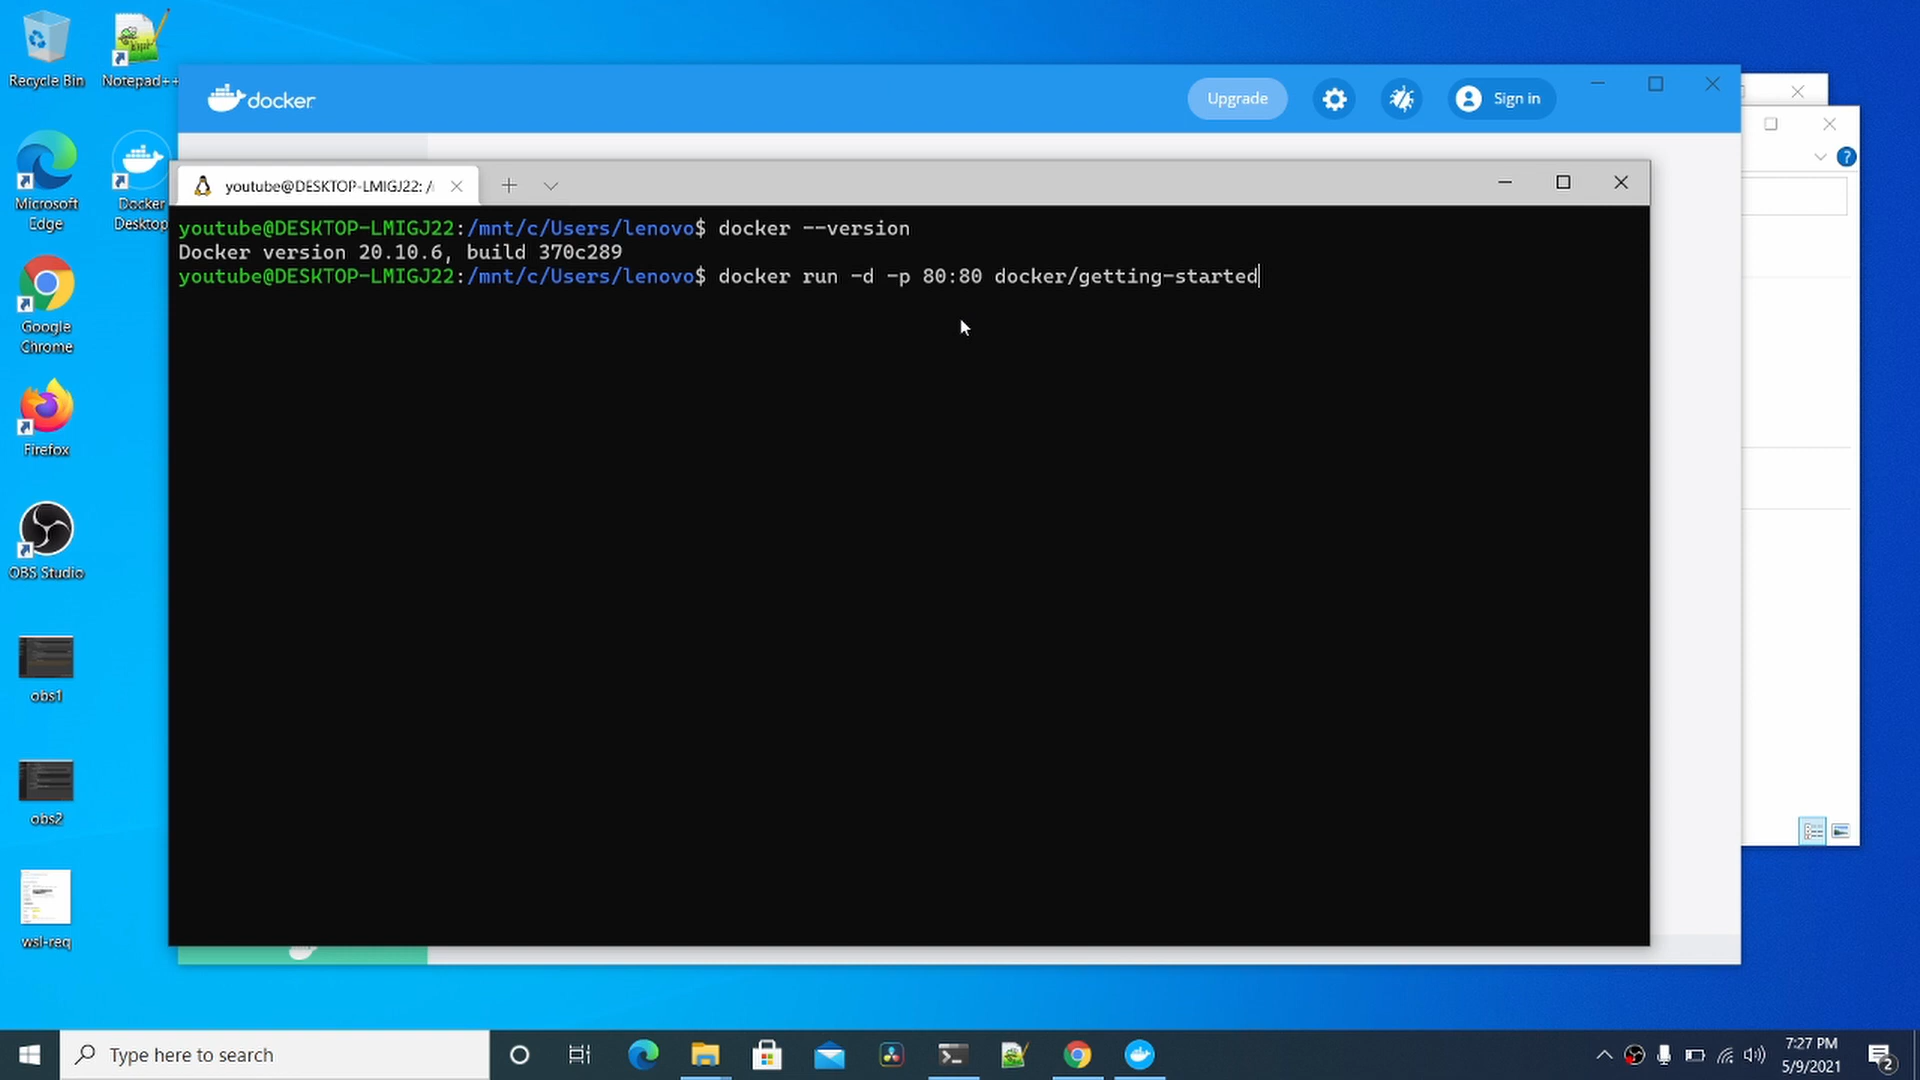 Recycle Bin
Notepad++
Microsoft
Edge
Docker
Desktop
Google
Chrome
Firefox
OBS Studio
obs1
obs2
wsl-req
docker
Upgrade
Sign in
youtube@DESKTOP-LMIGJ22: /
youtube@DESKTOP-LMIGJ22:/mnt/c/Users/lenovo$ docker --version
Docker version 20.10.6, build 370c289
youtube@DESKTOP-LMIGJ22:/mnt/c/Users/lenovo$ docker run -d -p 80:80 docker/getting-started
Type here to search
7:27 PM
5/9/2021
2